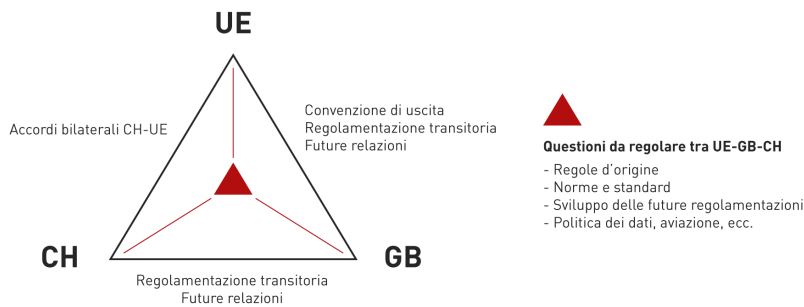 UE
Accordi bilaterali CH-UE
Convenzione di uscita
Regolamentazione transitoria
Future relazioni
CH
GB
Regolamentazione transitoria
Future relazioni
Questioni da regolare tra UE-GB-CH
- Regole d’origine
- Norme e standard
- Sviluppo delle future regolamentazioni
- Politica dei dati, aviazione, ecc.